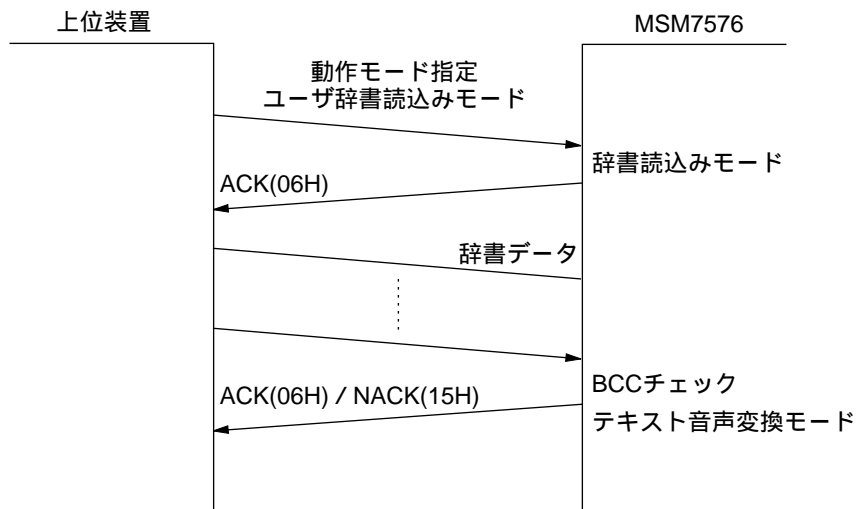 上位装置
MSM7576
動作モード指定
ユーザ辞書読込みモード
辞書読込みモード
ACK(06H)
辞書データ
BCCチェック
ACK(06H) / NACK(15H)
テキスト音声変換モード